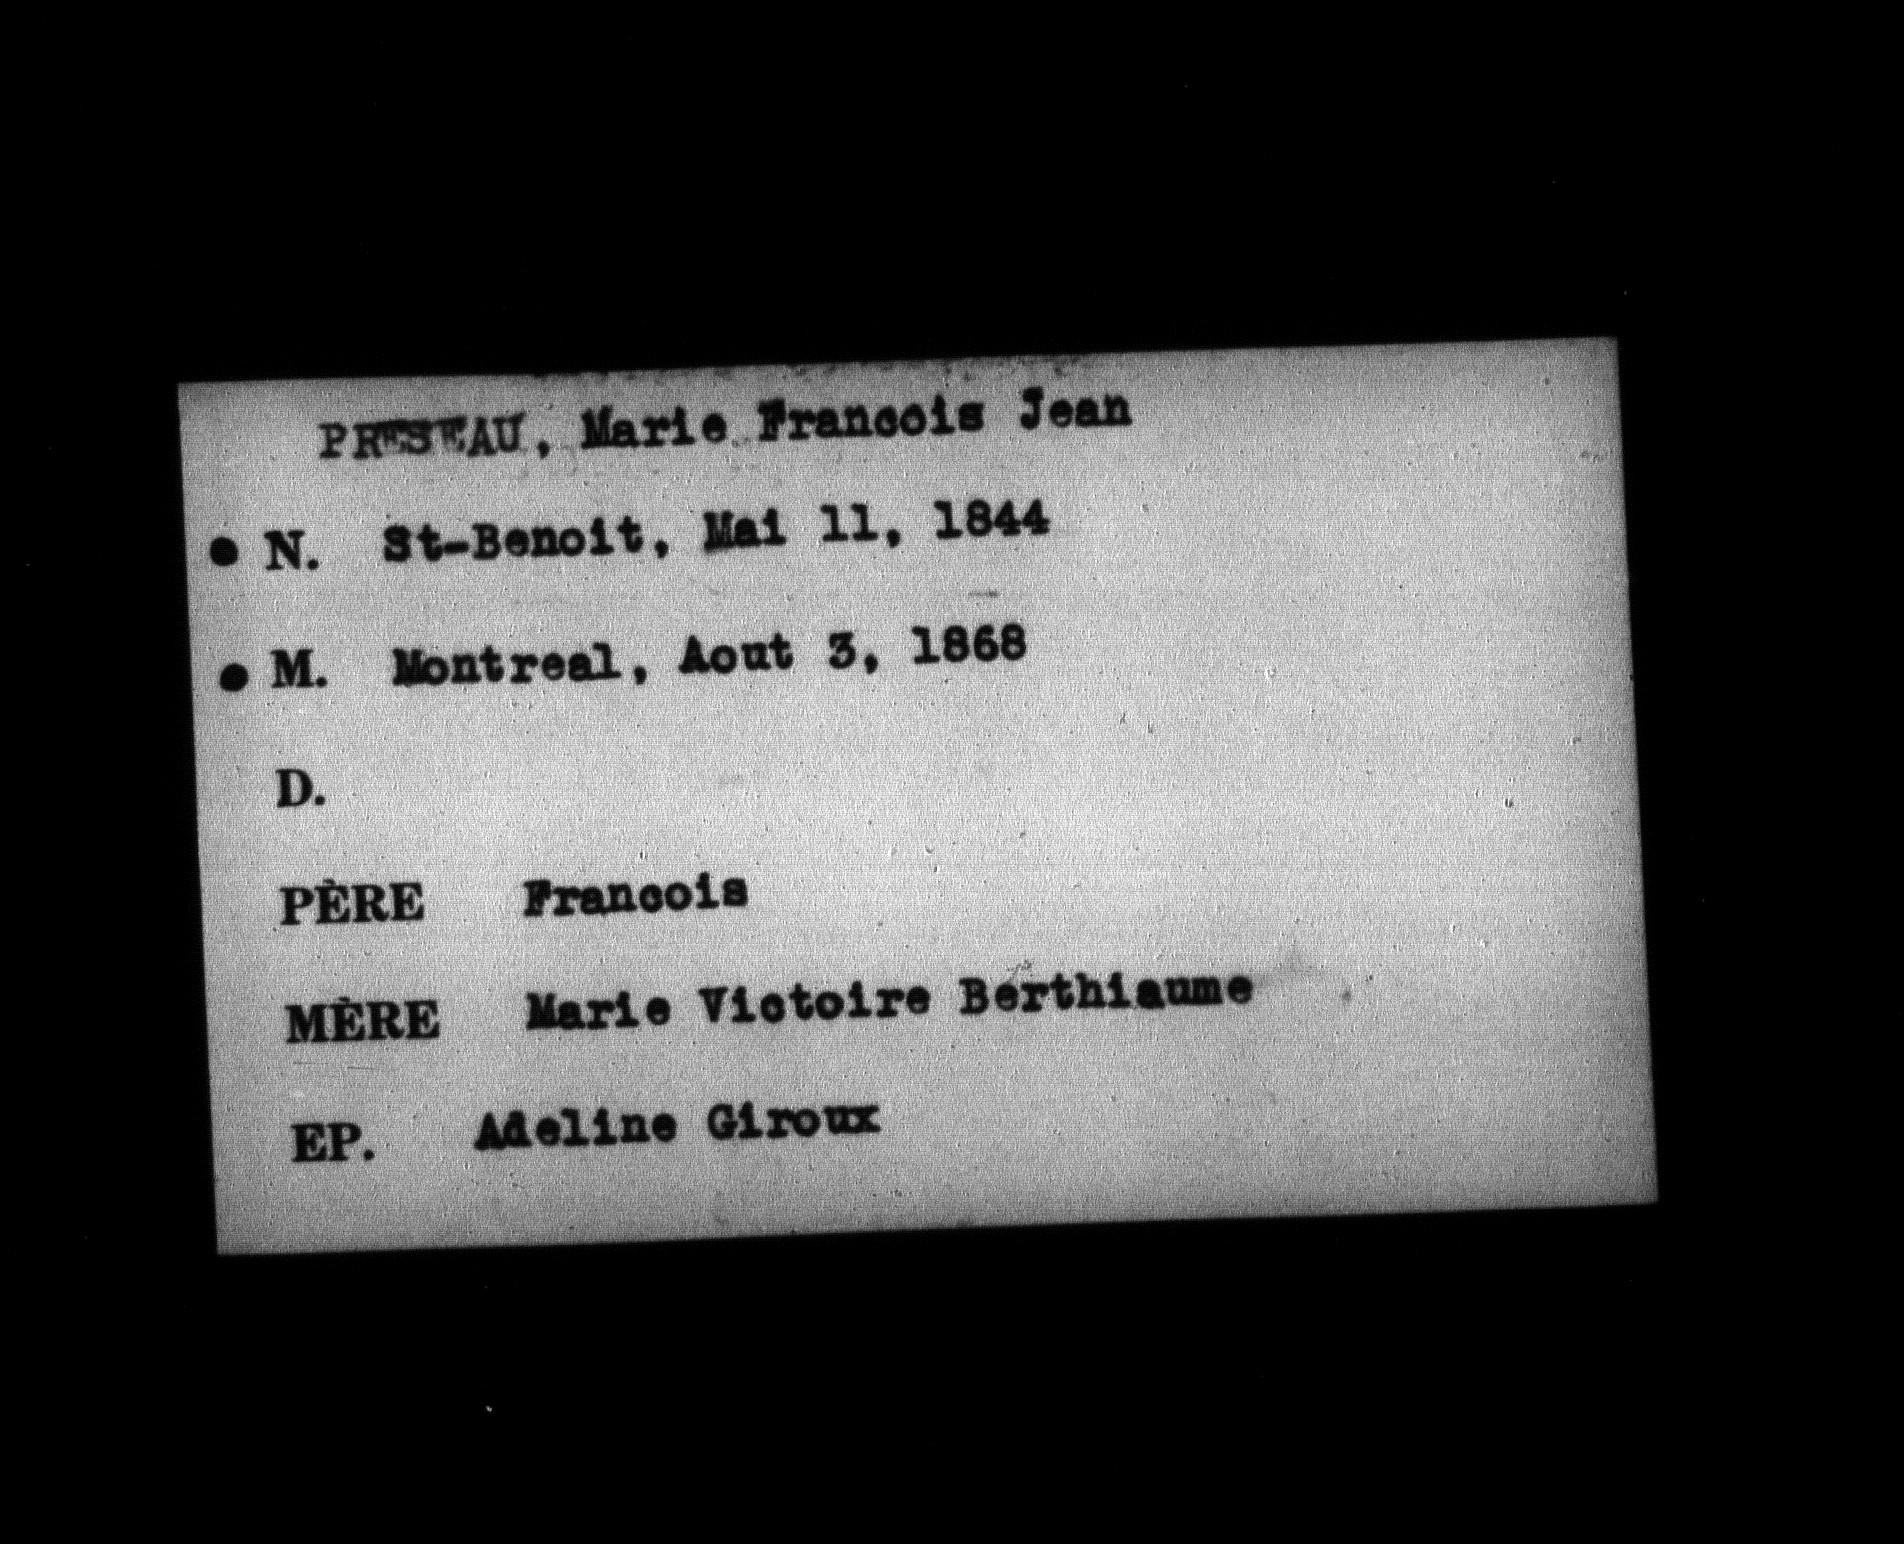 PRESEAU, Marie Francois Jean
N. St-Benoit, Mai 11, 1844
M. Montreal, Aout 3, 1868
D.
PÈRE Francois
MÈRE Marie Victoire Berthiaume
EP. Adeline Giroux